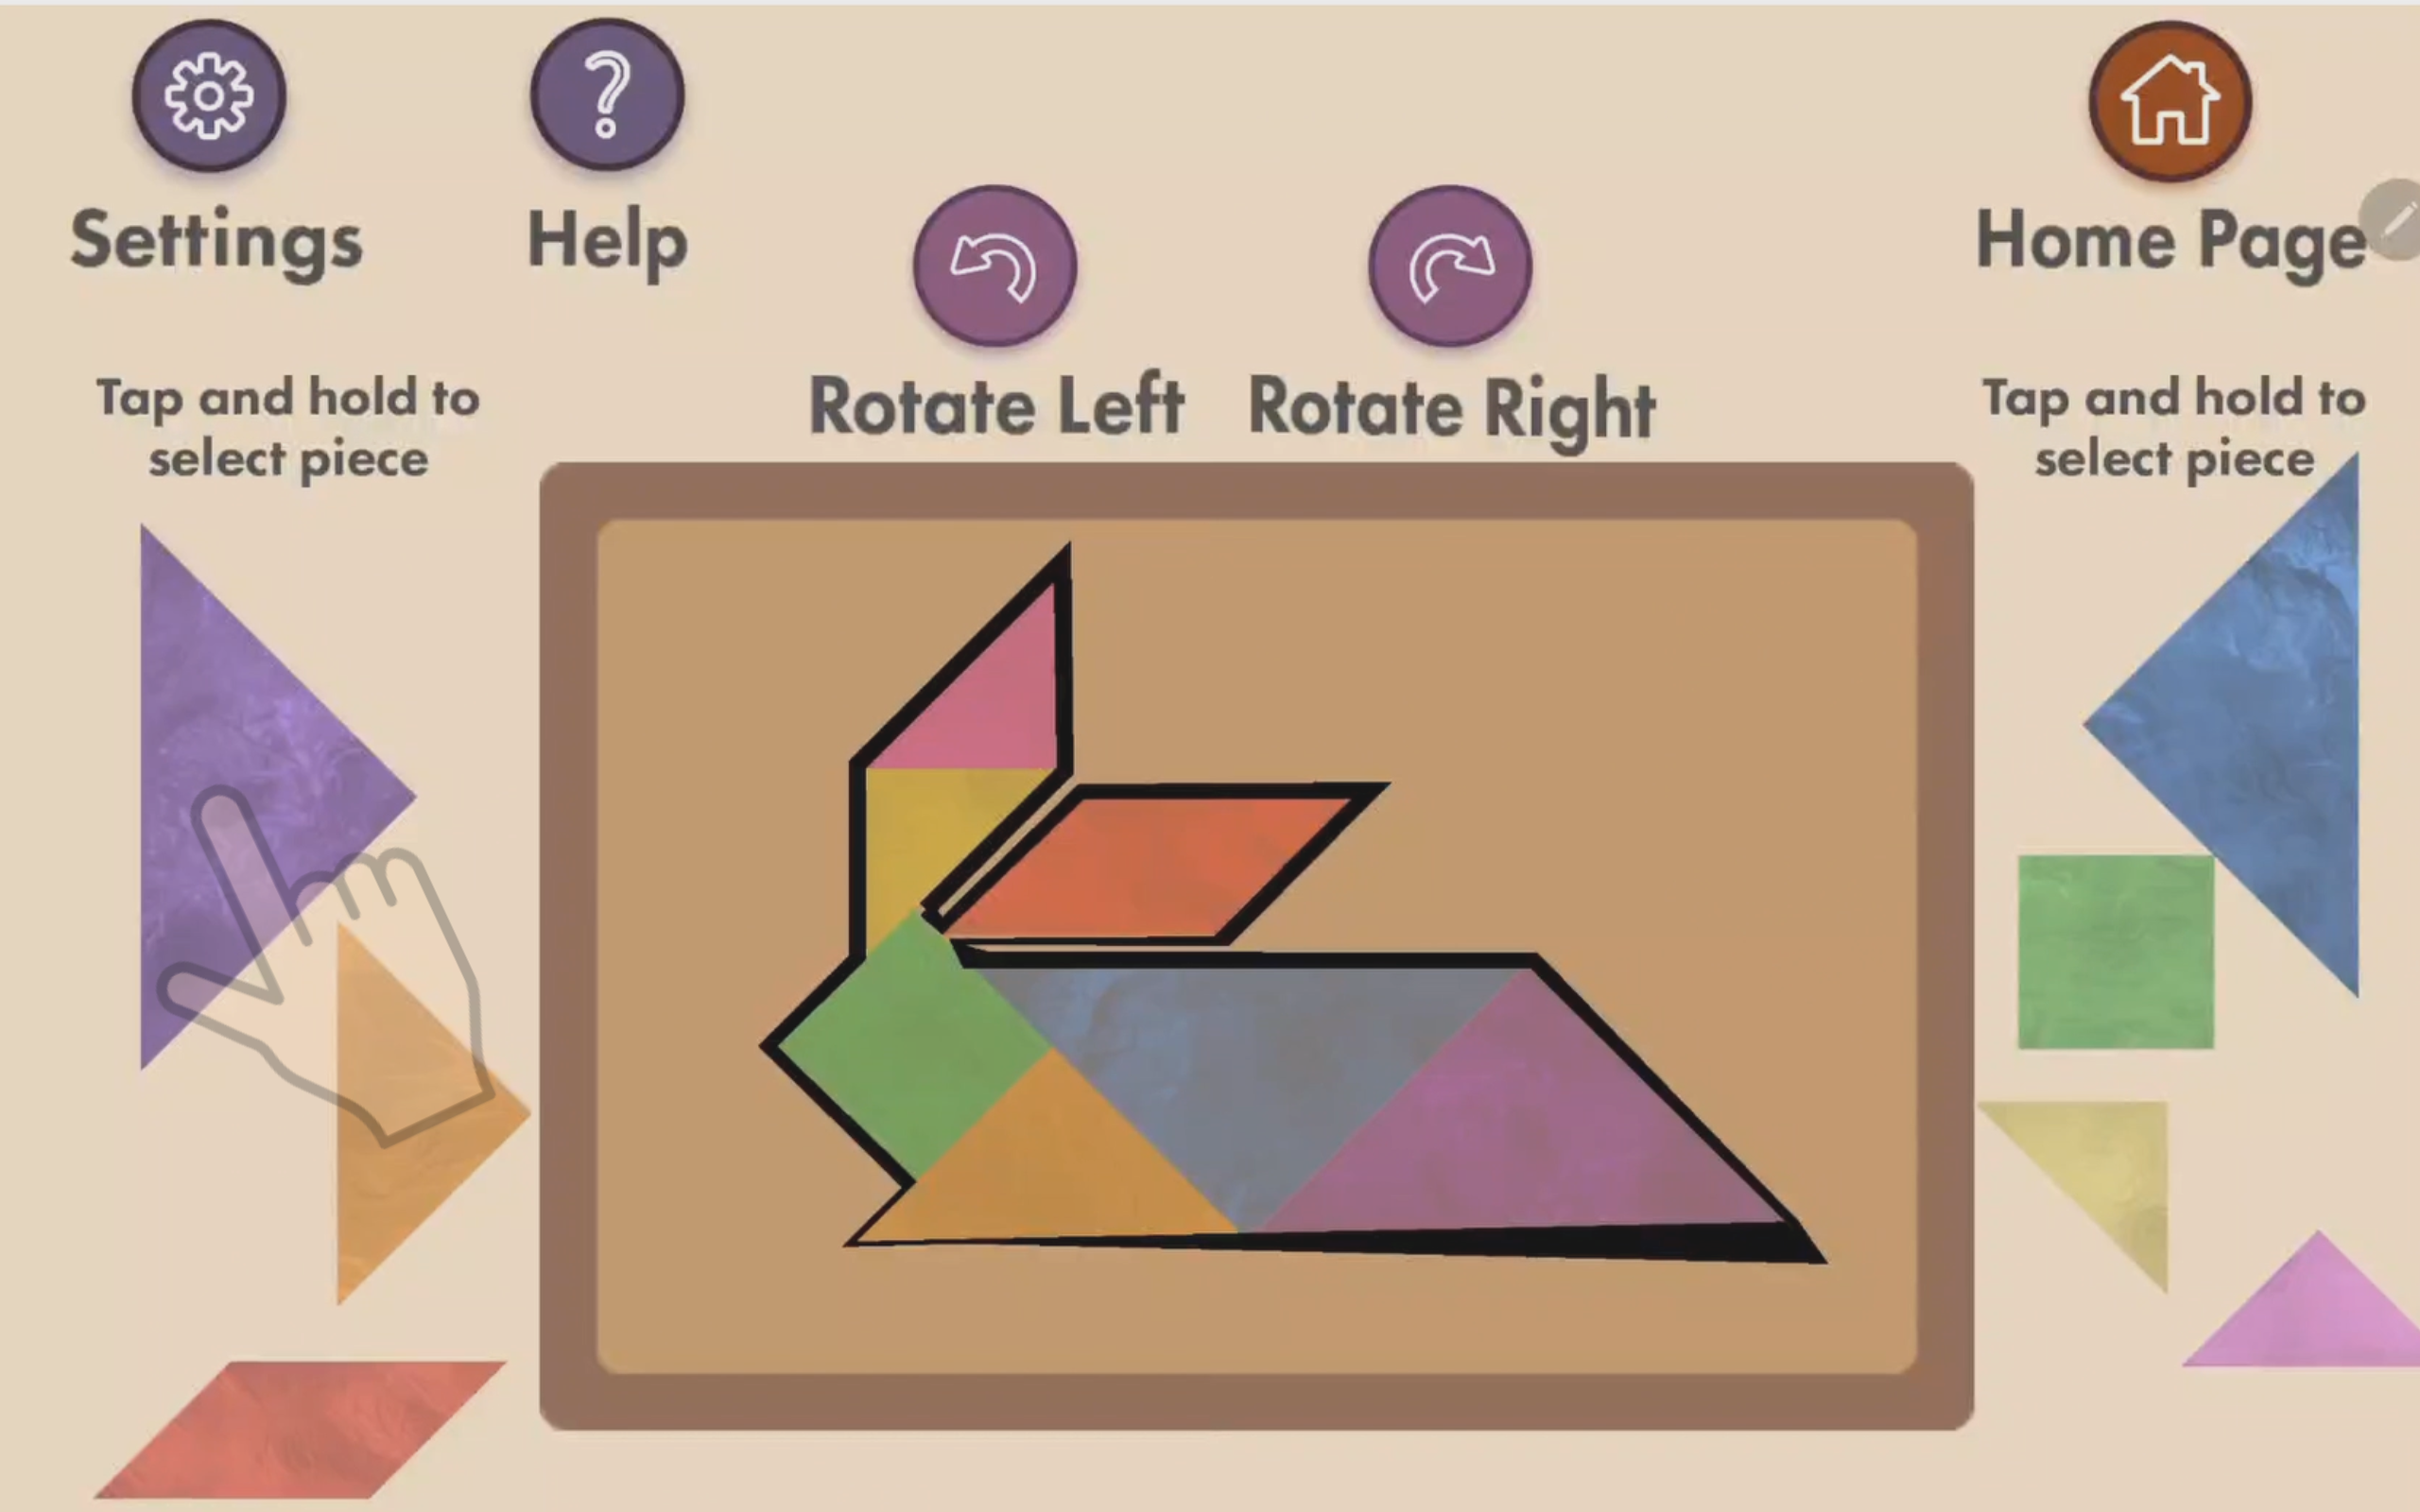 Settings
Help
Home Page
Rotate Left
Rotate Right
Tap and hold to
select piece
Tap and hold to
select piece